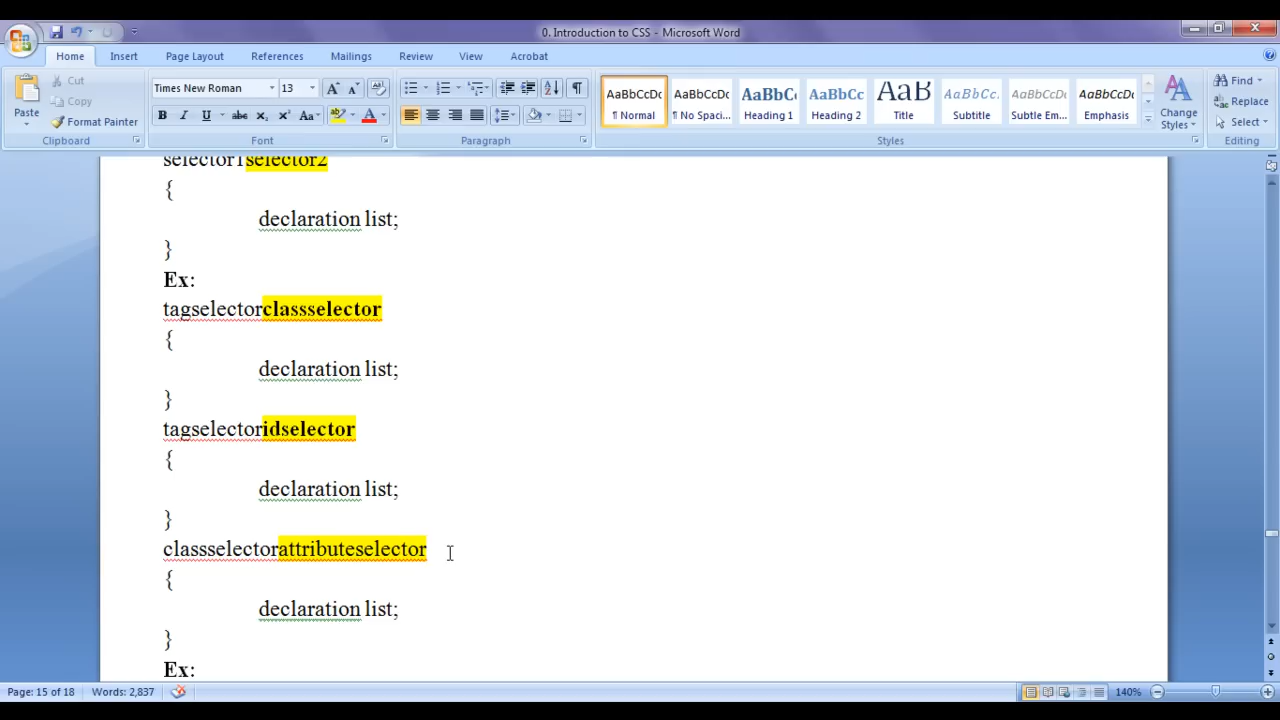 0. Introduction to CSS - Microsoft Word
Home Insert Page Layout References Mailings Review View Acrobat
Paste
Cut
Copy
Format Painter
Clipboard
Times New Roman 13
B I U abc X₂ X² Aa
Font
Paragraph
AaBbCcDc ¶ Normal
AaBbCcDc ¶ No Spaci...
AaBbC Heading 1
AaBbCc Heading 2
AaB Title
AaBbCc. Subtitle
AaBbCcDc Subtle Em...
AaBbCcDc Emphasis
Change Styles
Styles
Find
Replace
Select
Editing
selector1selector2
{
declaration list;
}
Ex:
tagselectorclassselector
{
declaration list;
}
tagselectoridselector
{
declaration list;
}
classselectorattributeselector
{
declaration list;
}
Ex:
Page: 15 of 18 Words: 2,837 140%